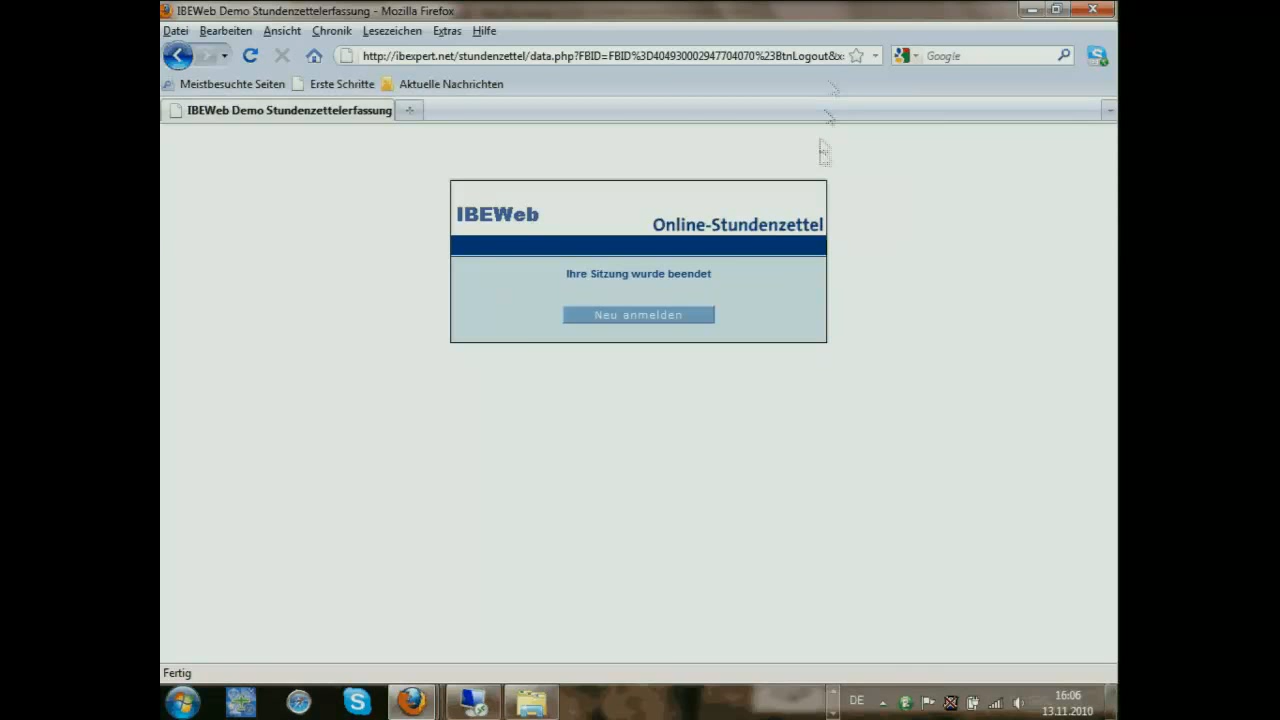 IBEWeb Demo Stundenzettelerfassung - Mozilla Firefox
Datei Bearbeiten Ansicht Chronik Lesezeichen Extras Hilfe
http://ibexpert.net/stundenzettel/data.php?FBID=FBID%3D404930002947704070%23BtnLogout&x Google
Meistbesuchte Seiten Erste Schritte Aktuelle Nachrichten
IBEWeb Demo Stundenzettelerfassung
IBEWeb
Online-Stundenzettel
Ihre Sitzung wurde beendet
Neu anmelden
Fertig
DE
16:06
13.11.2010